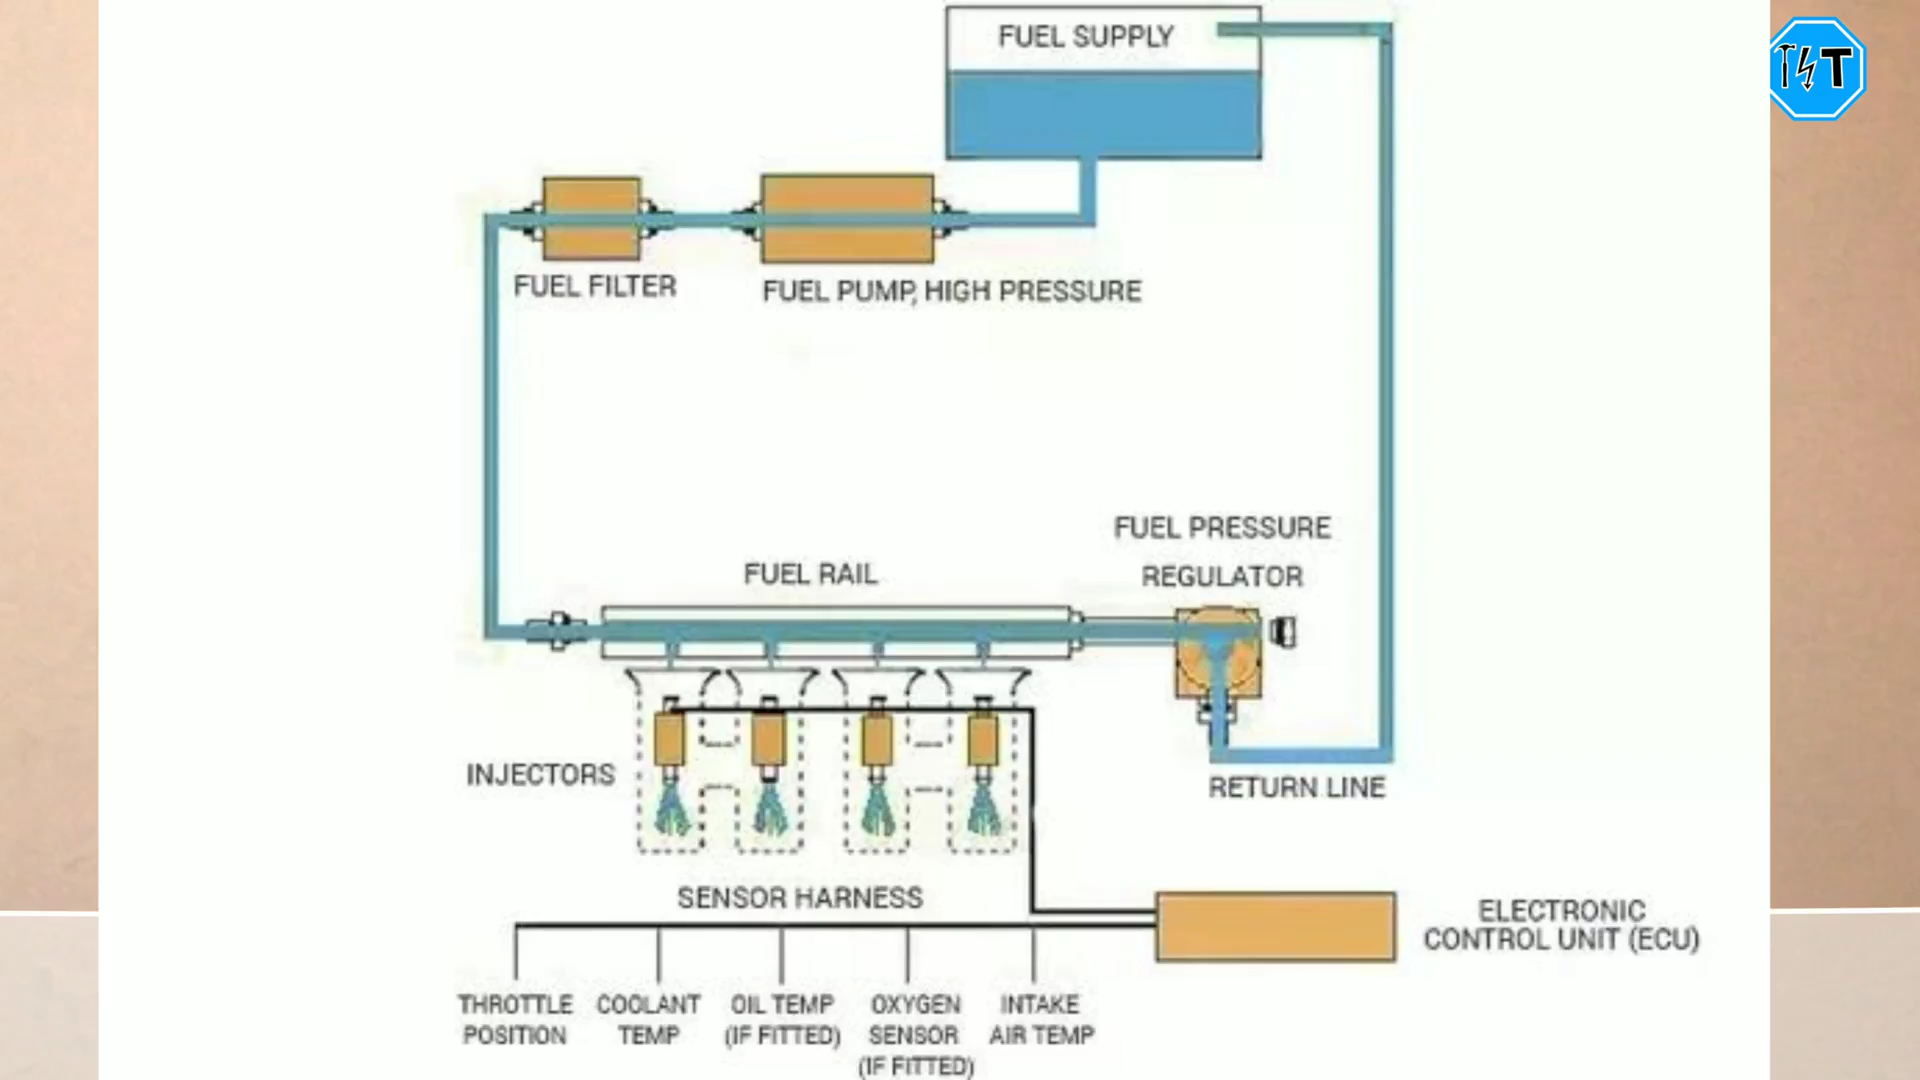 FUEL SUPPLY
T
FUEL FILTER
FUEL PUMP, HIGH PRESSURE
FUEL PRESSURE
REGULATOR
FUEL RAIL
INJECTORS
RETURN LINE
SENSOR HARNESS
ELECTRONIC
CONTROL UNIT (ECU)
THROTTLE
POSITION
COOLANT
TEMP
OIL TEMP
(IF FITTED)
OXYGEN
SENSOR
(IF FITTED)
INTAKE
AIR TEMP